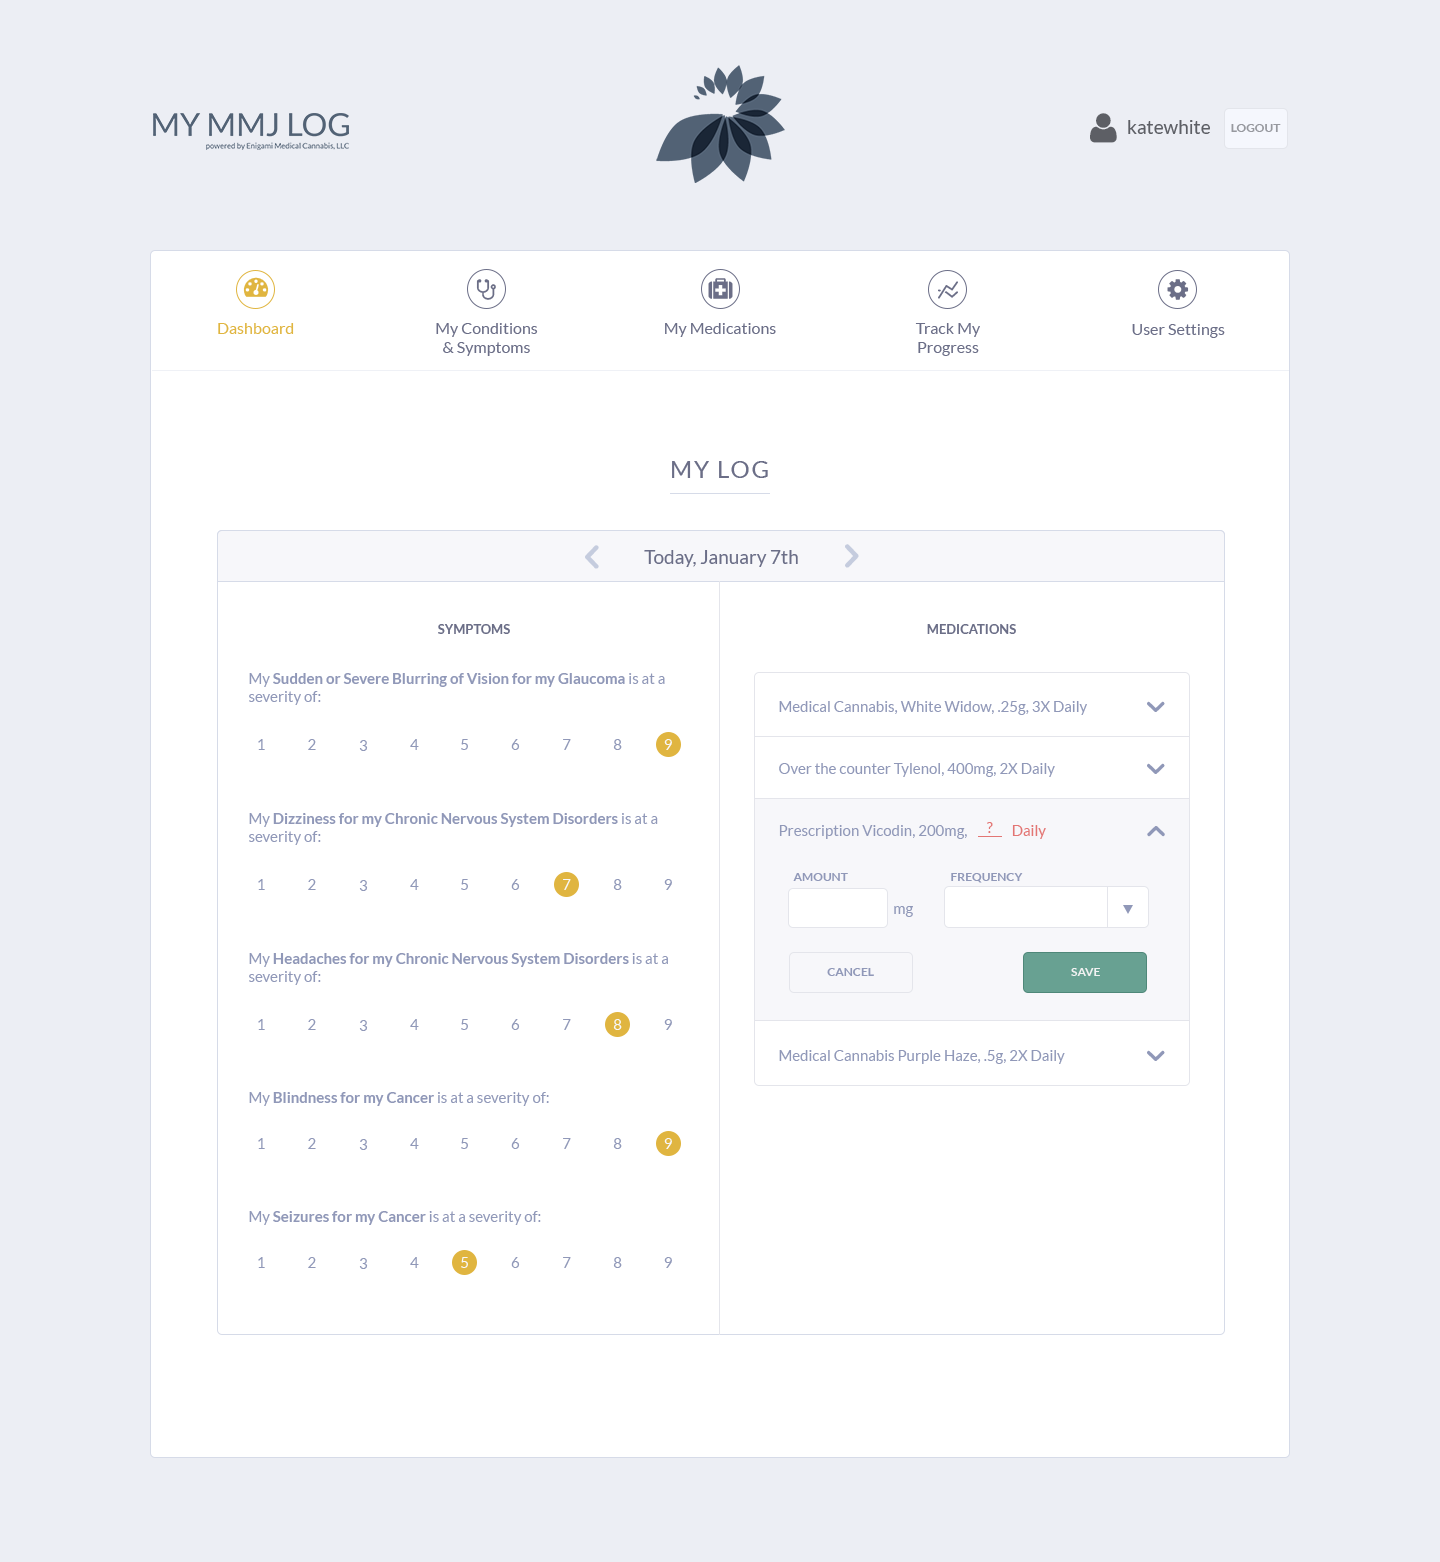 MY MMJ LOG
powered by Enigami Medical Cannabis, LLC
katewhite
LOGOUT
Dashboard
My Conditions
& Symptoms
My Medications
Track My
Progress
User Settings
MY LOG
Today, January 7th
SYMPTOMS
My Sudden or Severe Blurring of Vision for my Glaucoma is at a
severity of:
1 2 3 4 5 6 7 8 9
My Dizziness for my Chronic Nervous System Disorders is at a
severity of:
1 2 3 4 5 6 7 8 9
My Headaches for my Chronic Nervous System Disorders is at a
severity of:
1 2 3 4 5 6 7 8 9
My Blindness for my Cancer is at a severity of:
1 2 3 4 5 6 7 8 9
My Seizures for my Cancer is at a severity of:
1 2 3 4 5 6 7 8 9
MEDICATIONS
Medical Cannabis, White Widow, .25g, 3X Daily
Over the counter Tylenol, 400mg, 2X Daily
Prescription Vicodin, 200mg, ? Daily
AMOUNT FREQUENCY
mg
CANCEL SAVE
Medical Cannabis Purple Haze, .5g, 2X Daily